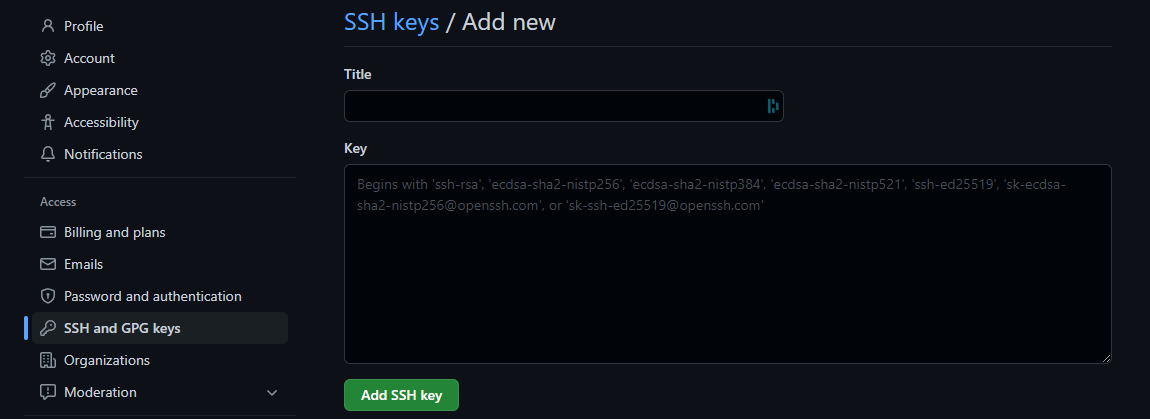 Profile
Account
Appearance
Accessibility
Notifications
Access
Billing and plans
Emails
Password and authentication
SSH and GPG keys
Organizations
Moderation
SSH keys / Add new
Title
Key
Begins with 'ssh-rsa', 'ecdsa-sha2-nistp256', 'ecdsa-sha2-nistp384', 'ecdsa-sha2-nistp521', 'ssh-ed25519', 'sk-ecdsa-
sha2-nistp256@openssh.com', or 'sk-ssh-ed25519@openssh.com'
Add SSH key